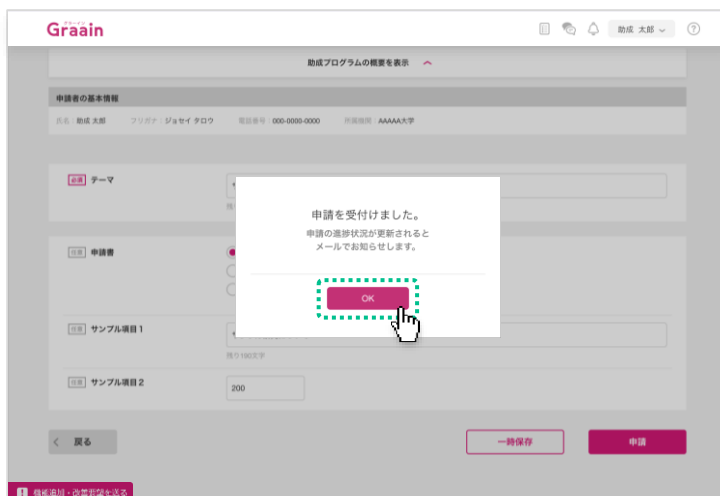 グラーイン
Graain
助成 太郎
?
助成プログラムの概要を表示
申請者の基本情報
氏名：助成 太郎 フリガナ：ジョセイ タロウ 電話番号：000-0000-0000 所属機関：AAAAA大学
必須 テーマ
申請を受付けました。
申請の進捗状況が更新されると
メールでお知らせします。
OK
任意 申請書
任意 サンプル項目1
残り190文字
任意 サンプル項目2
200
戻る
一時保存
申請
機能追加・改善要望を送る